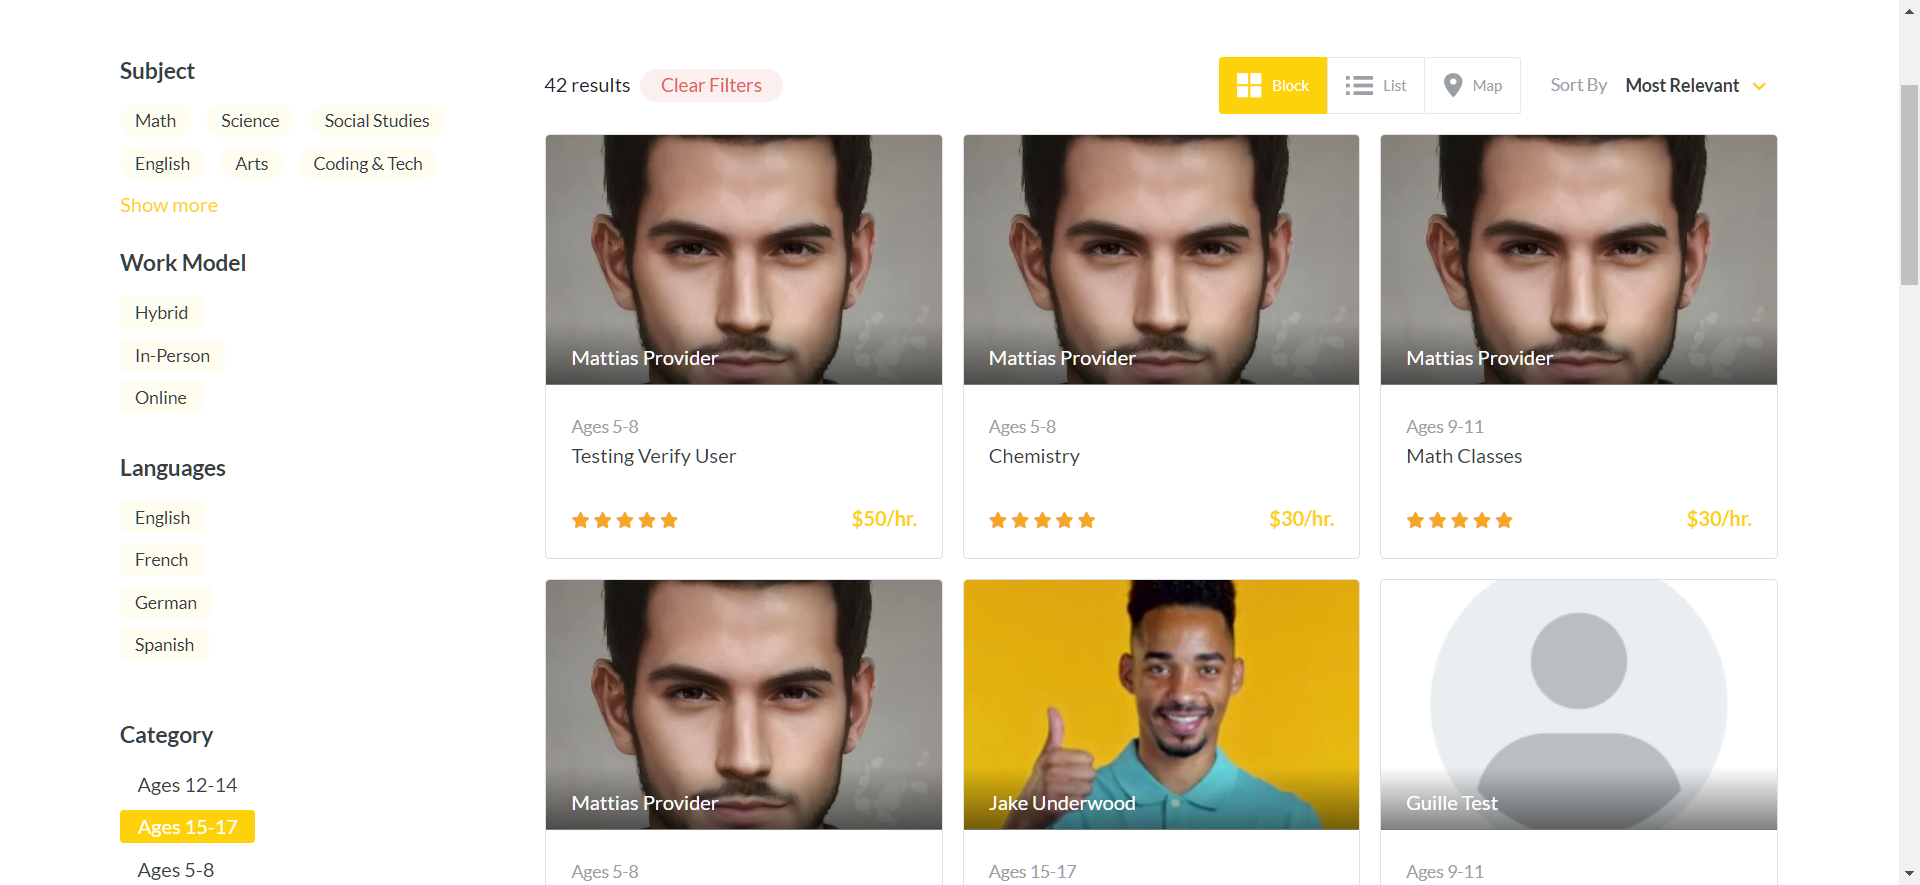 Subject
Math Science Social Studies
English Arts Coding & Tech
Show more
Work Model
Hybrid
In-Person
Online
Languages
English
French
German
Spanish
Category
Ages 12-14
Ages 15-17
Ages 5-8
42 results Clear Filters
Block List Map Sort By Most Relevant
Mattias Provider
Ages 5-8
Testing Verify User
$50/hr.
Mattias Provider
Ages 5-8
Chemistry
$30/hr.
Mattias Provider
Ages 9-11
Math Classes
$30/hr.
Mattias Provider
Ages 5-8
Jake Underwood
Ages 15-17
Guille Test
Ages 9-11